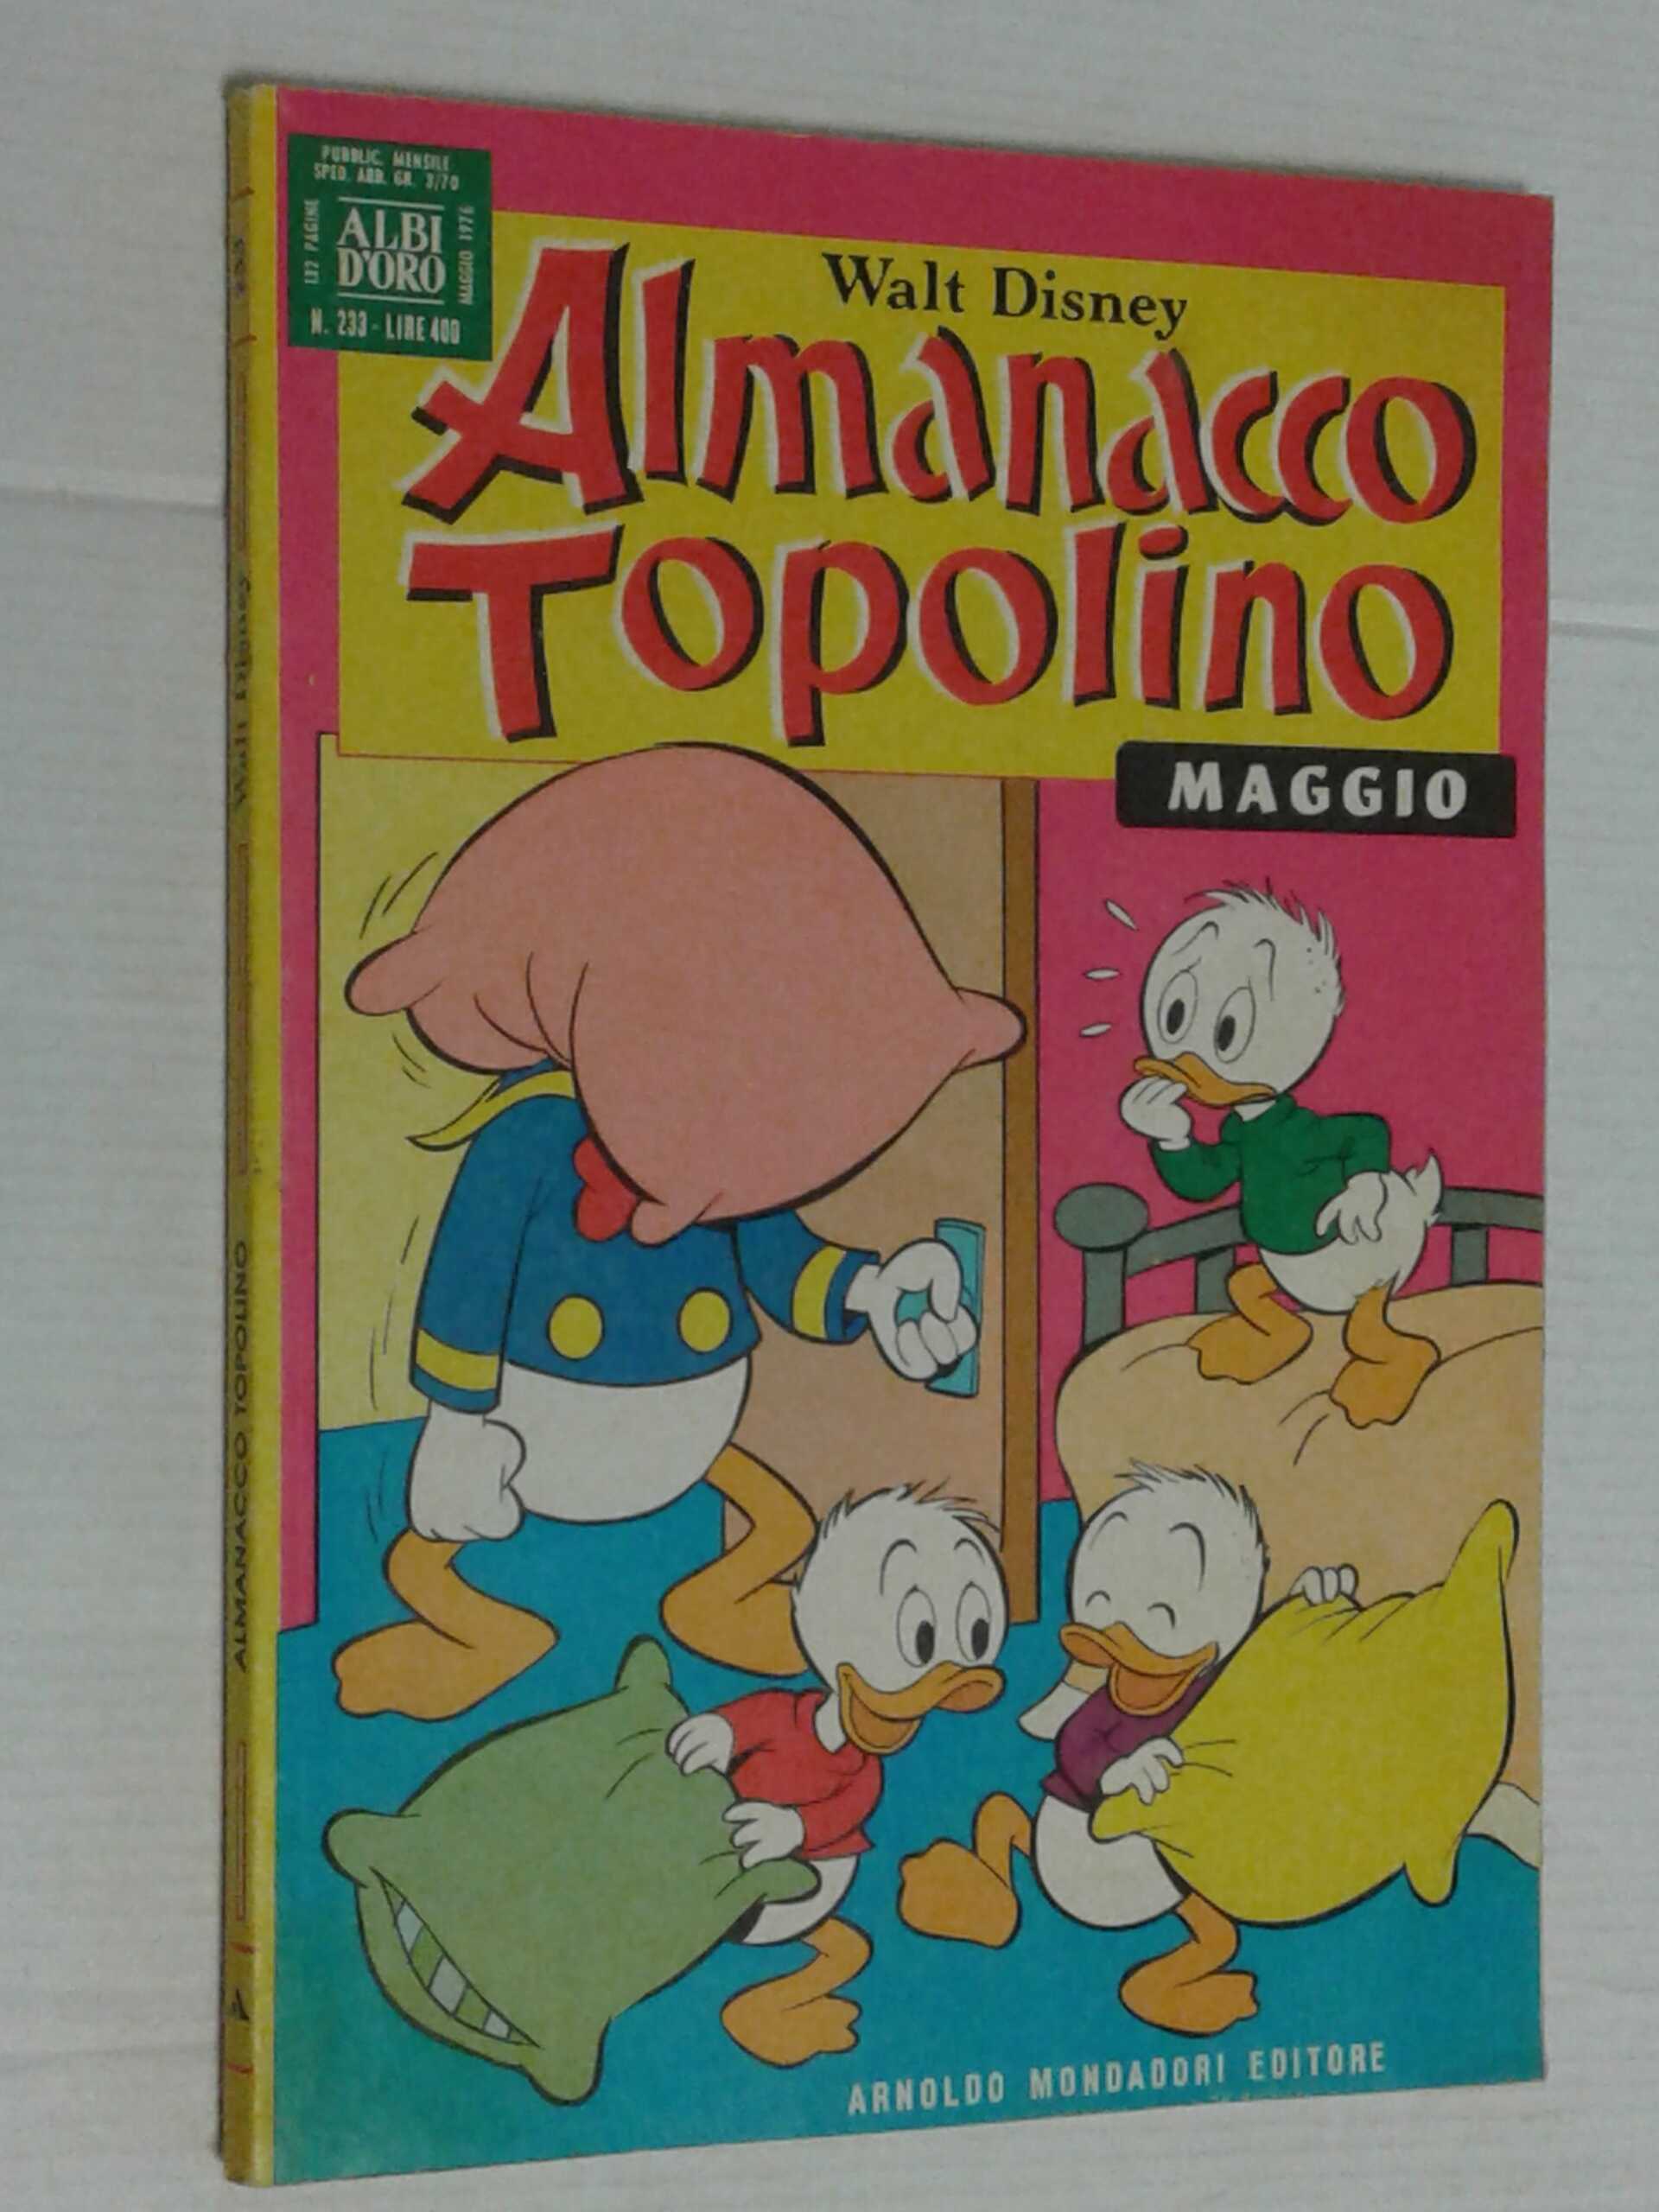 PUBBLIC. MENSILE
SPED. ABB. GR. 3/70
132 PAGINE
ALBI
D'ORO
MAGGIO 1976
N. 233 - LIRE 400
Walt Disney
Almanacco
Topolino
MAGGIO
ARNOLDO MONDADORI EDITORE
Walt Disney
ALMANACCO TOPOLINO